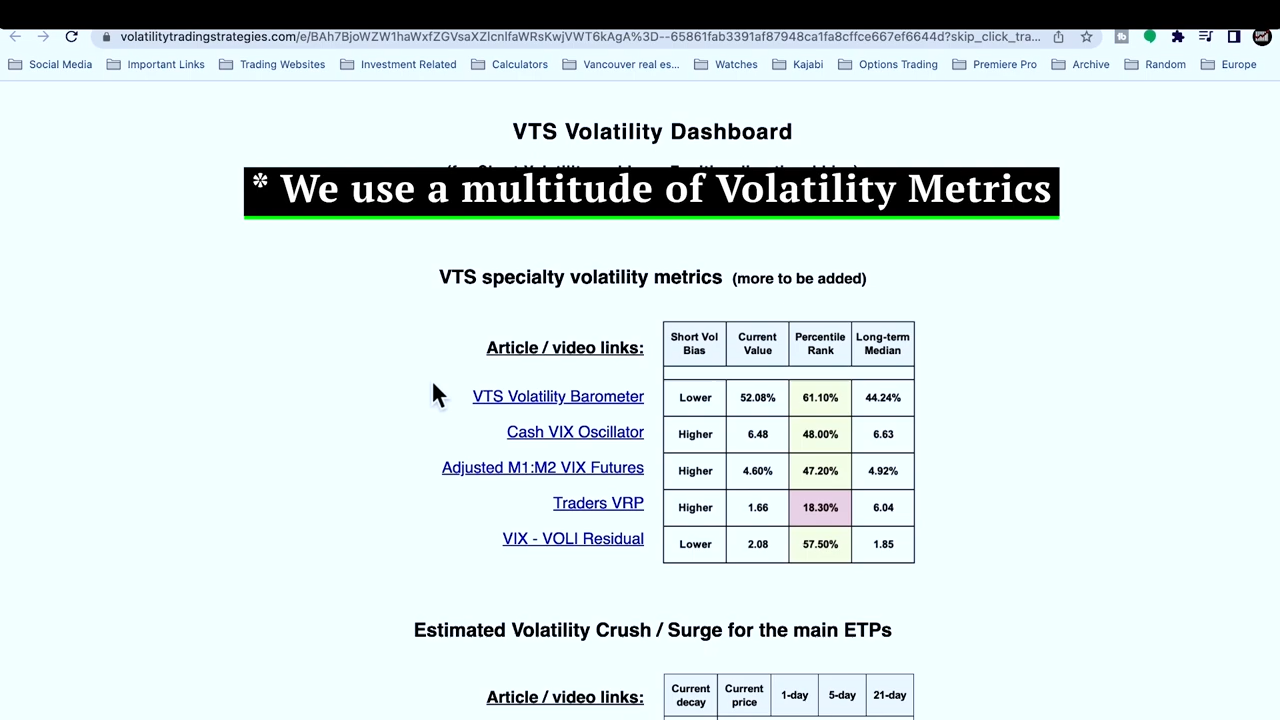 volatilitytradingstrategies.com/e/BAh7BjoWZW1haWxfZGVsaXZlcnlfaWRsKwjVWT6kAgA%3D--65861fab3391af87948ca1fa8cffce667ef6644d?skip_click_tra...
Social Media Important Links Trading Websites Investment Related Calculators Vancouver real es... Watches Kajabi Options Trading Premiere Pro Archive Random Europe
VTS Volatility Dashboard
* We use a multitude of Volatility Metrics
VTS specialty volatility metrics (more to be added)
Article / video links: Short Vol Bias Current Value Percentile Rank Long-term Median
VTS Volatility Barometer Lower 52.08% 61.10% 44.24%
Cash VIX Oscillator Higher 6.48 48.00% 6.63
Adjusted M1:M2 VIX Futures Higher 4.60% 47.20% 4.92%
Traders VRP Higher 1.66 18.30% 6.04
VIX - VOLI Residual Lower 2.08 57.50% 1.85
Estimated Volatility Crush / Surge for the main ETPs
Article / video links: Current decay Current price 1-day 5-day 21-day